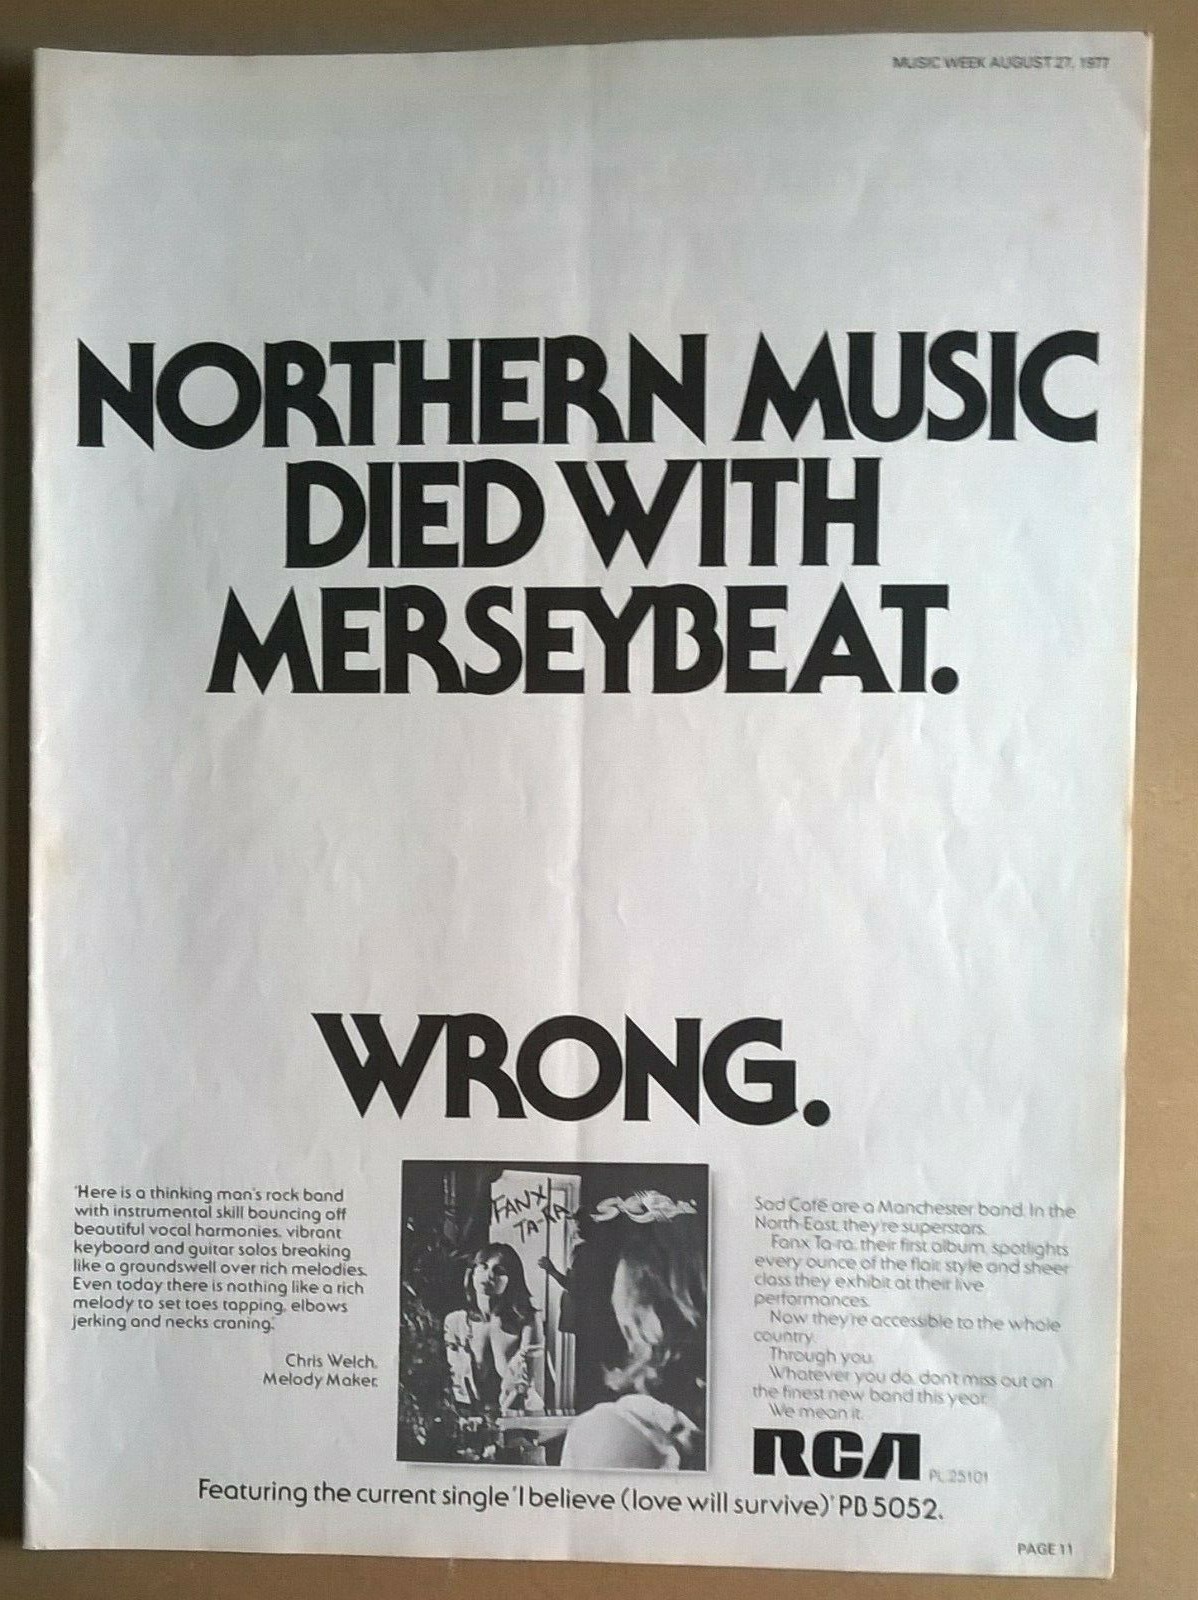 MUSIC WEEK AUGUST 27, 1977
NORTHERN MUSIC
DIED WITH
MERSEYBEAT.
WRONG.
'Here is a thinking man's rock band
with instrumental skill bouncing off
beautiful vocal harmonies, vibrant
keyboard and guitar solos breaking
like a groundswell over rich melodies.
Even today there is nothing like a rich
melody to set toes tapping, elbows
jerking and necks craning.'
Chris Welch,
Melody Maker.
FANX
TA-RA
Sad Café are a Manchester band. In the
North-East, they're superstars.
Fanx Ta-ra, their first album, spotlights
every ounce of the flair, style and sheer
class they exhibit at their live
performances.
Now they're accessible to the whole
country.
Through you.
Whatever you do, don't miss out on
the finest new band this year.
We mean it.
RCA PL 25101
Featuring the current single 'I believe (love will survive)' PB 5052.
PAGE 11